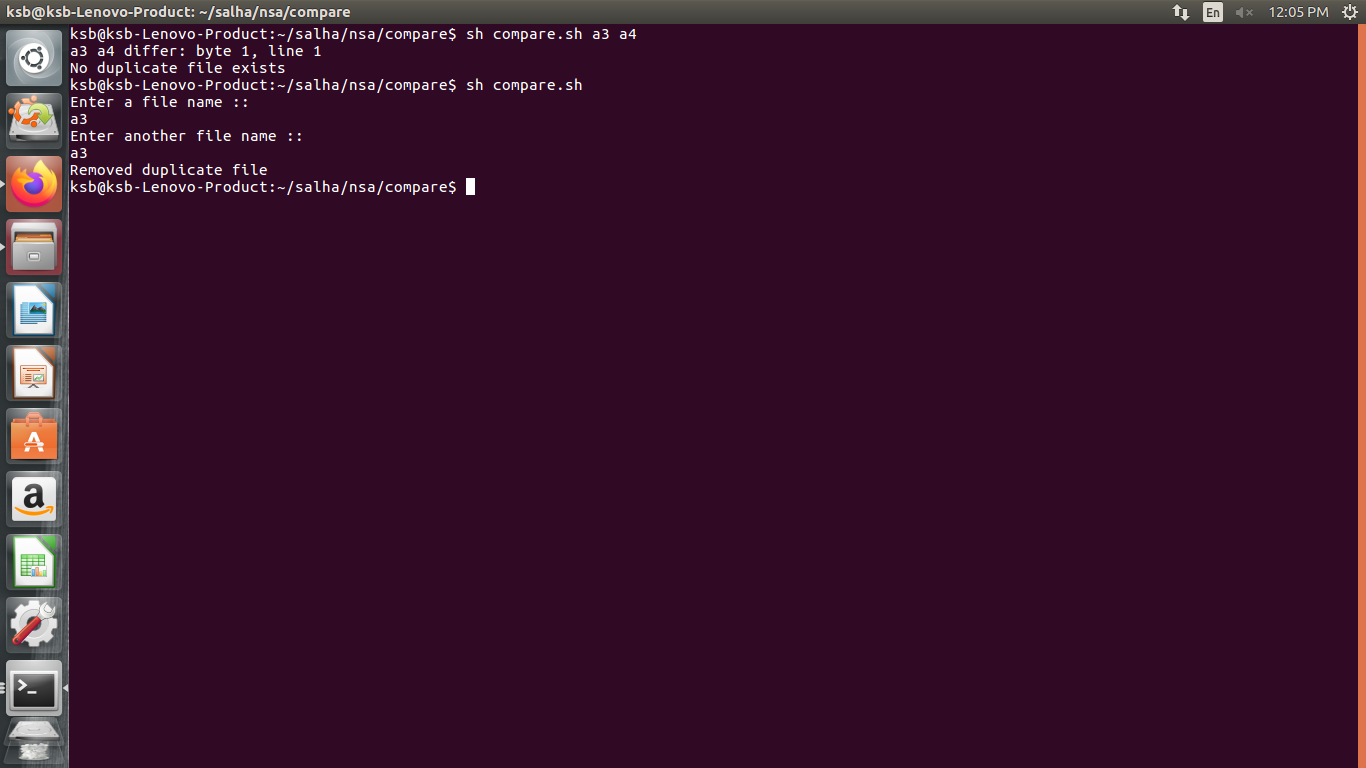 ksb@ksb-Lenovo-Product: ~/salha/nsa/compare
En
12:05 PM
ksb@ksb-Lenovo-Product:~/salha/nsa/compare$ sh compare.sh a3 a4
a3 a4 differ: byte 1, line 1
No duplicate file exists
ksb@ksb-Lenovo-Product:~/salha/nsa/compare$ sh compare.sh
Enter a file name ::
a3
Enter another file name ::
a3
Removed duplicate file
ksb@ksb-Lenovo-Product:~/salha/nsa/compare$